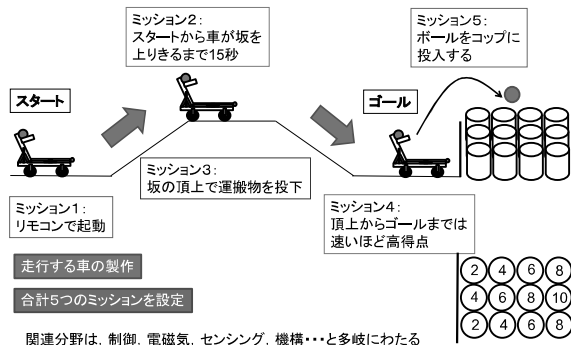 ミッション2：
スタートから車が坂を
上りきるまで15秒
ミッション5：
ボールをコップに
投入する
スタート
ゴール
ミッション3：
坂の頂上で運搬物を投下
ミッション1：
リモコンで起動
ミッション4：
頂上からゴールまでは
速いほど高得点
走行する車の製作
合計5つのミッションを設定
2 4 6 8
4 6 8 10
2 4 6 8
関連分野は，制御，電磁気，センシング，機構・・・と多岐にわたる